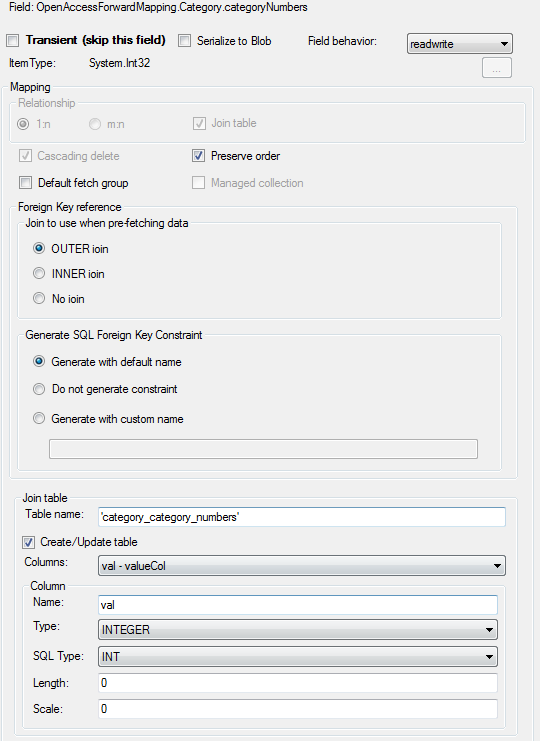 Field: OpenAccessForwardMapping.Category.categoryNumbers
Transient (skip this field) Serialize to Blob Field behavior: readwrite
ItemType: System.Int32 ...
Mapping
Relationship
1:n m:n Join table
Cascading delete Preserve order
Default fetch group Managed collection
Foreign Key reference
Join to use when pre-fetching data
OUTER join
INNER join
No join
Generate SQL Foreign Key Constraint
Generate with default name
Do not generate constraint
Generate with custom name
Join table
Table name: 'category_category_numbers'
Create/Update table
Columns: val - valueCol
Column
Name: val
Type: INTEGER
SQL Type: INT
Length: 0
Scale: 0